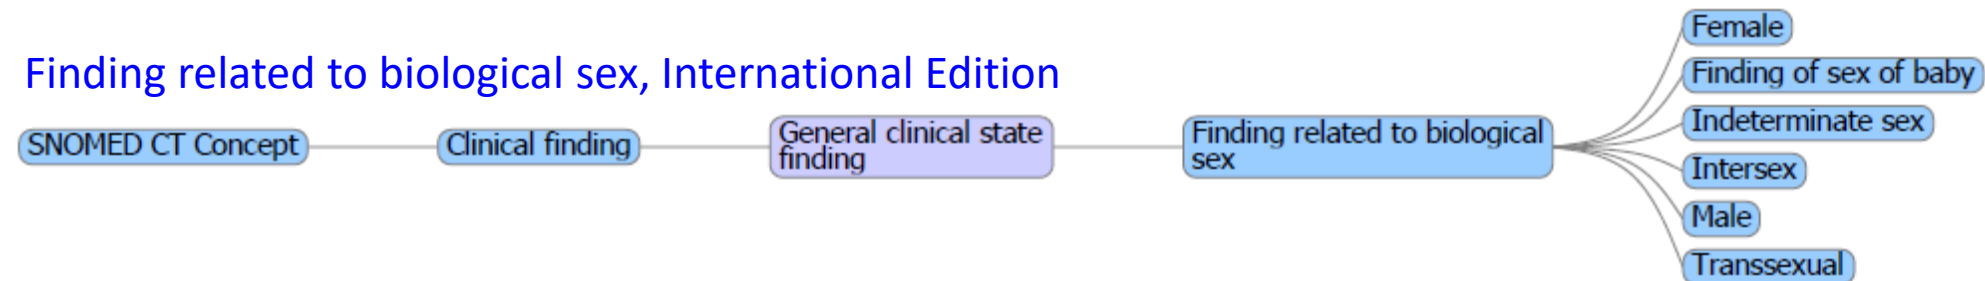 Finding related to biological sex, International Edition
SNOMED CT Concept
Clinical finding
General clinical state
finding
Finding related to biological
sex
Female
Finding of sex of baby
Indeterminate sex
Intersex
Male
Transsexual